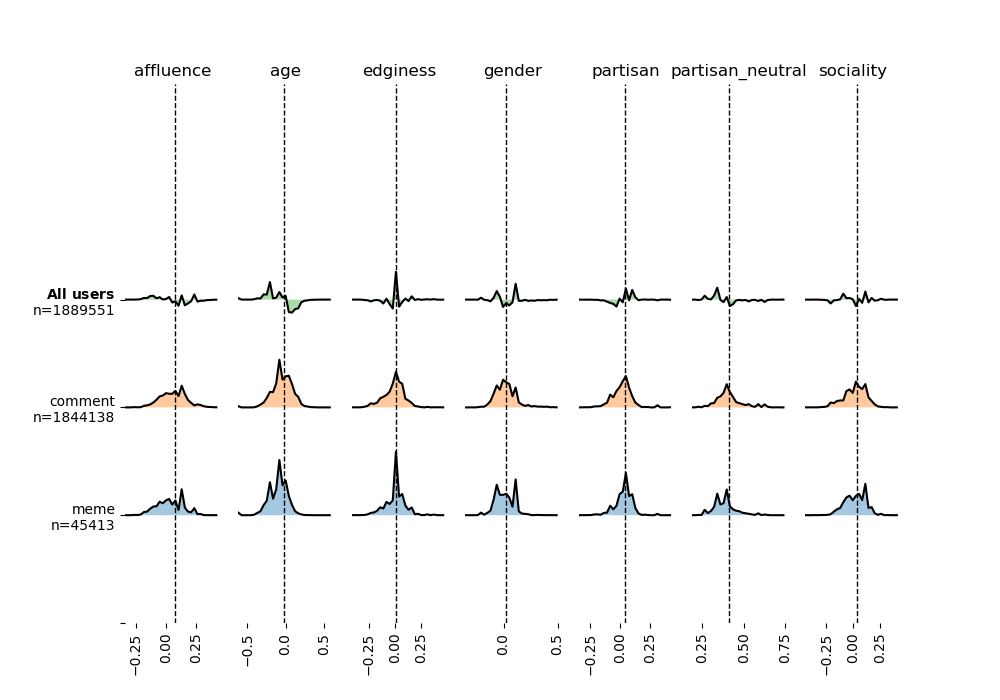 affluence age edginess gender partisan partisan_neutral sociality
All users
n=1889551
comment
n=1844138
meme
n=45413
−0.25 0.00 0.25 −0.5 0.0 0.5 −0.25 0.00 0.25 0.0 0.5 −0.25 0.00 0.25 0.25 0.50 0.75 −0.25 0.00 0.25